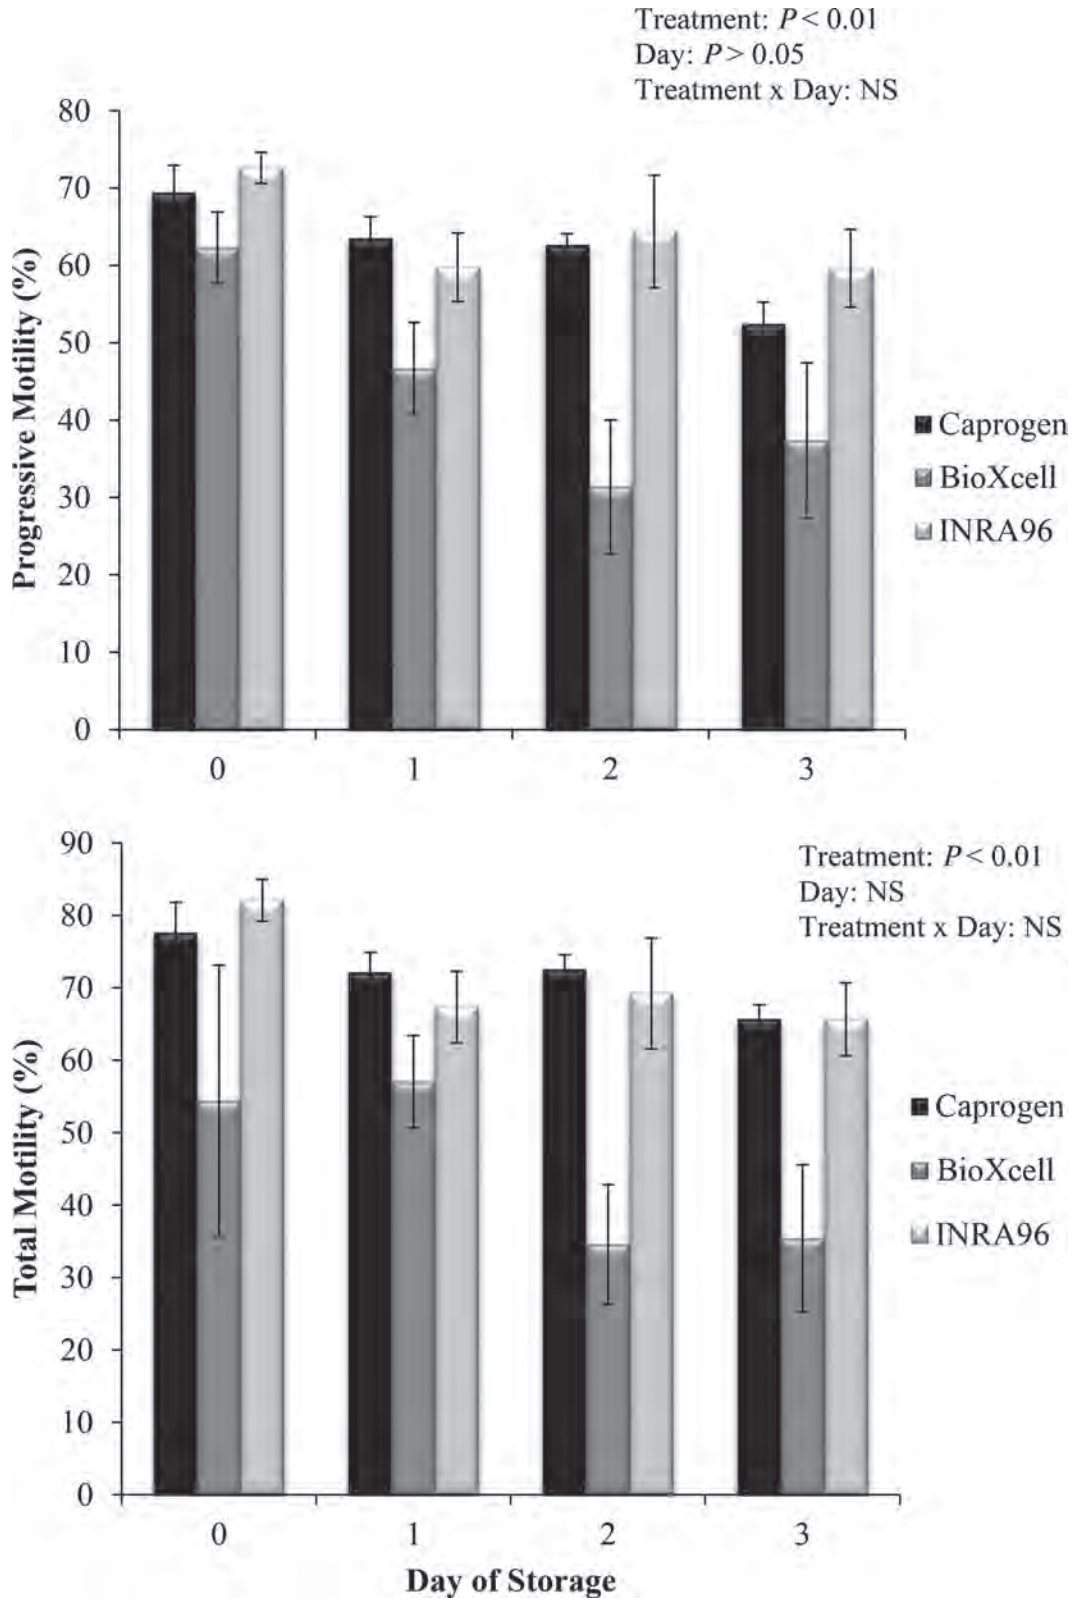 Treatment: P < 0.01
Day: P > 0.05
Treatment x Day: NS
Progressive Motility (%)
80
70
60
50
40
30
20
10
0
0 1 2 3
Caprogen
BioXcell
INRA96
Treatment: P < 0.01
Day: NS
Treatment x Day: NS
Total Motility (%)
90
80
70
60
50
40
30
20
10
0
0 1 2 3
Caprogen
BioXcell
INRA96
Day of Storage